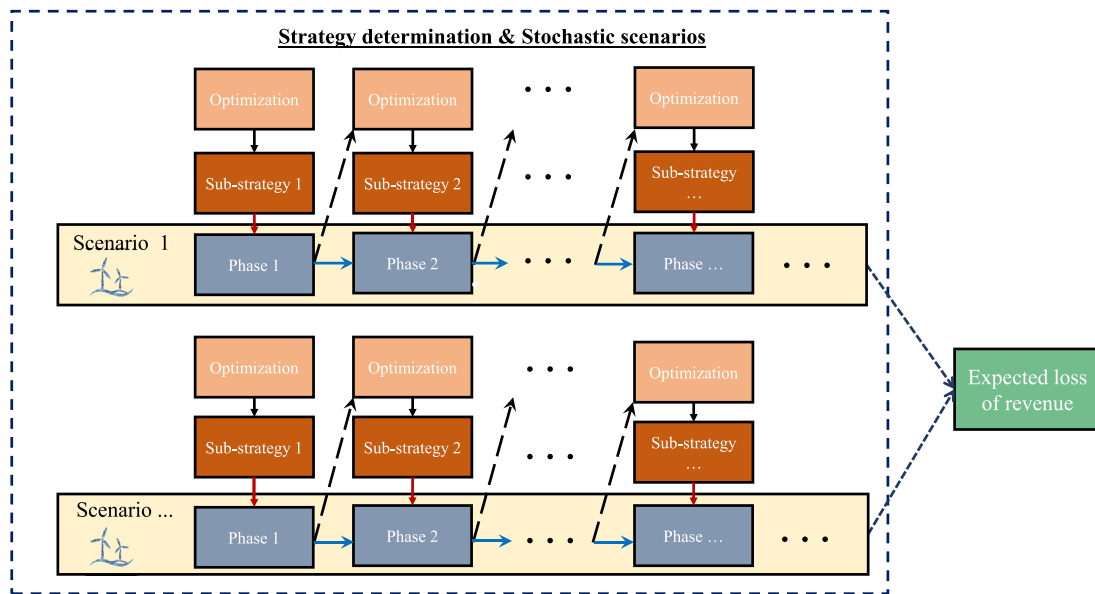 Strategy determination & Stochastic scenarios
Optimization
Optimization
. . .
Optimization
Sub-strategy 1
Sub-strategy 2
. . .
Sub-strategy
...
Scenario 1
Phase 1
Phase 2
. . .
Phase ...
. . .
Optimization
Optimization
. . .
Optimization
Sub-strategy 1
Sub-strategy 2
. . .
Sub-strategy
...
Scenario ...
Phase 1
Phase 2
. . .
Phase ...
. . .
Expected loss
of revenue